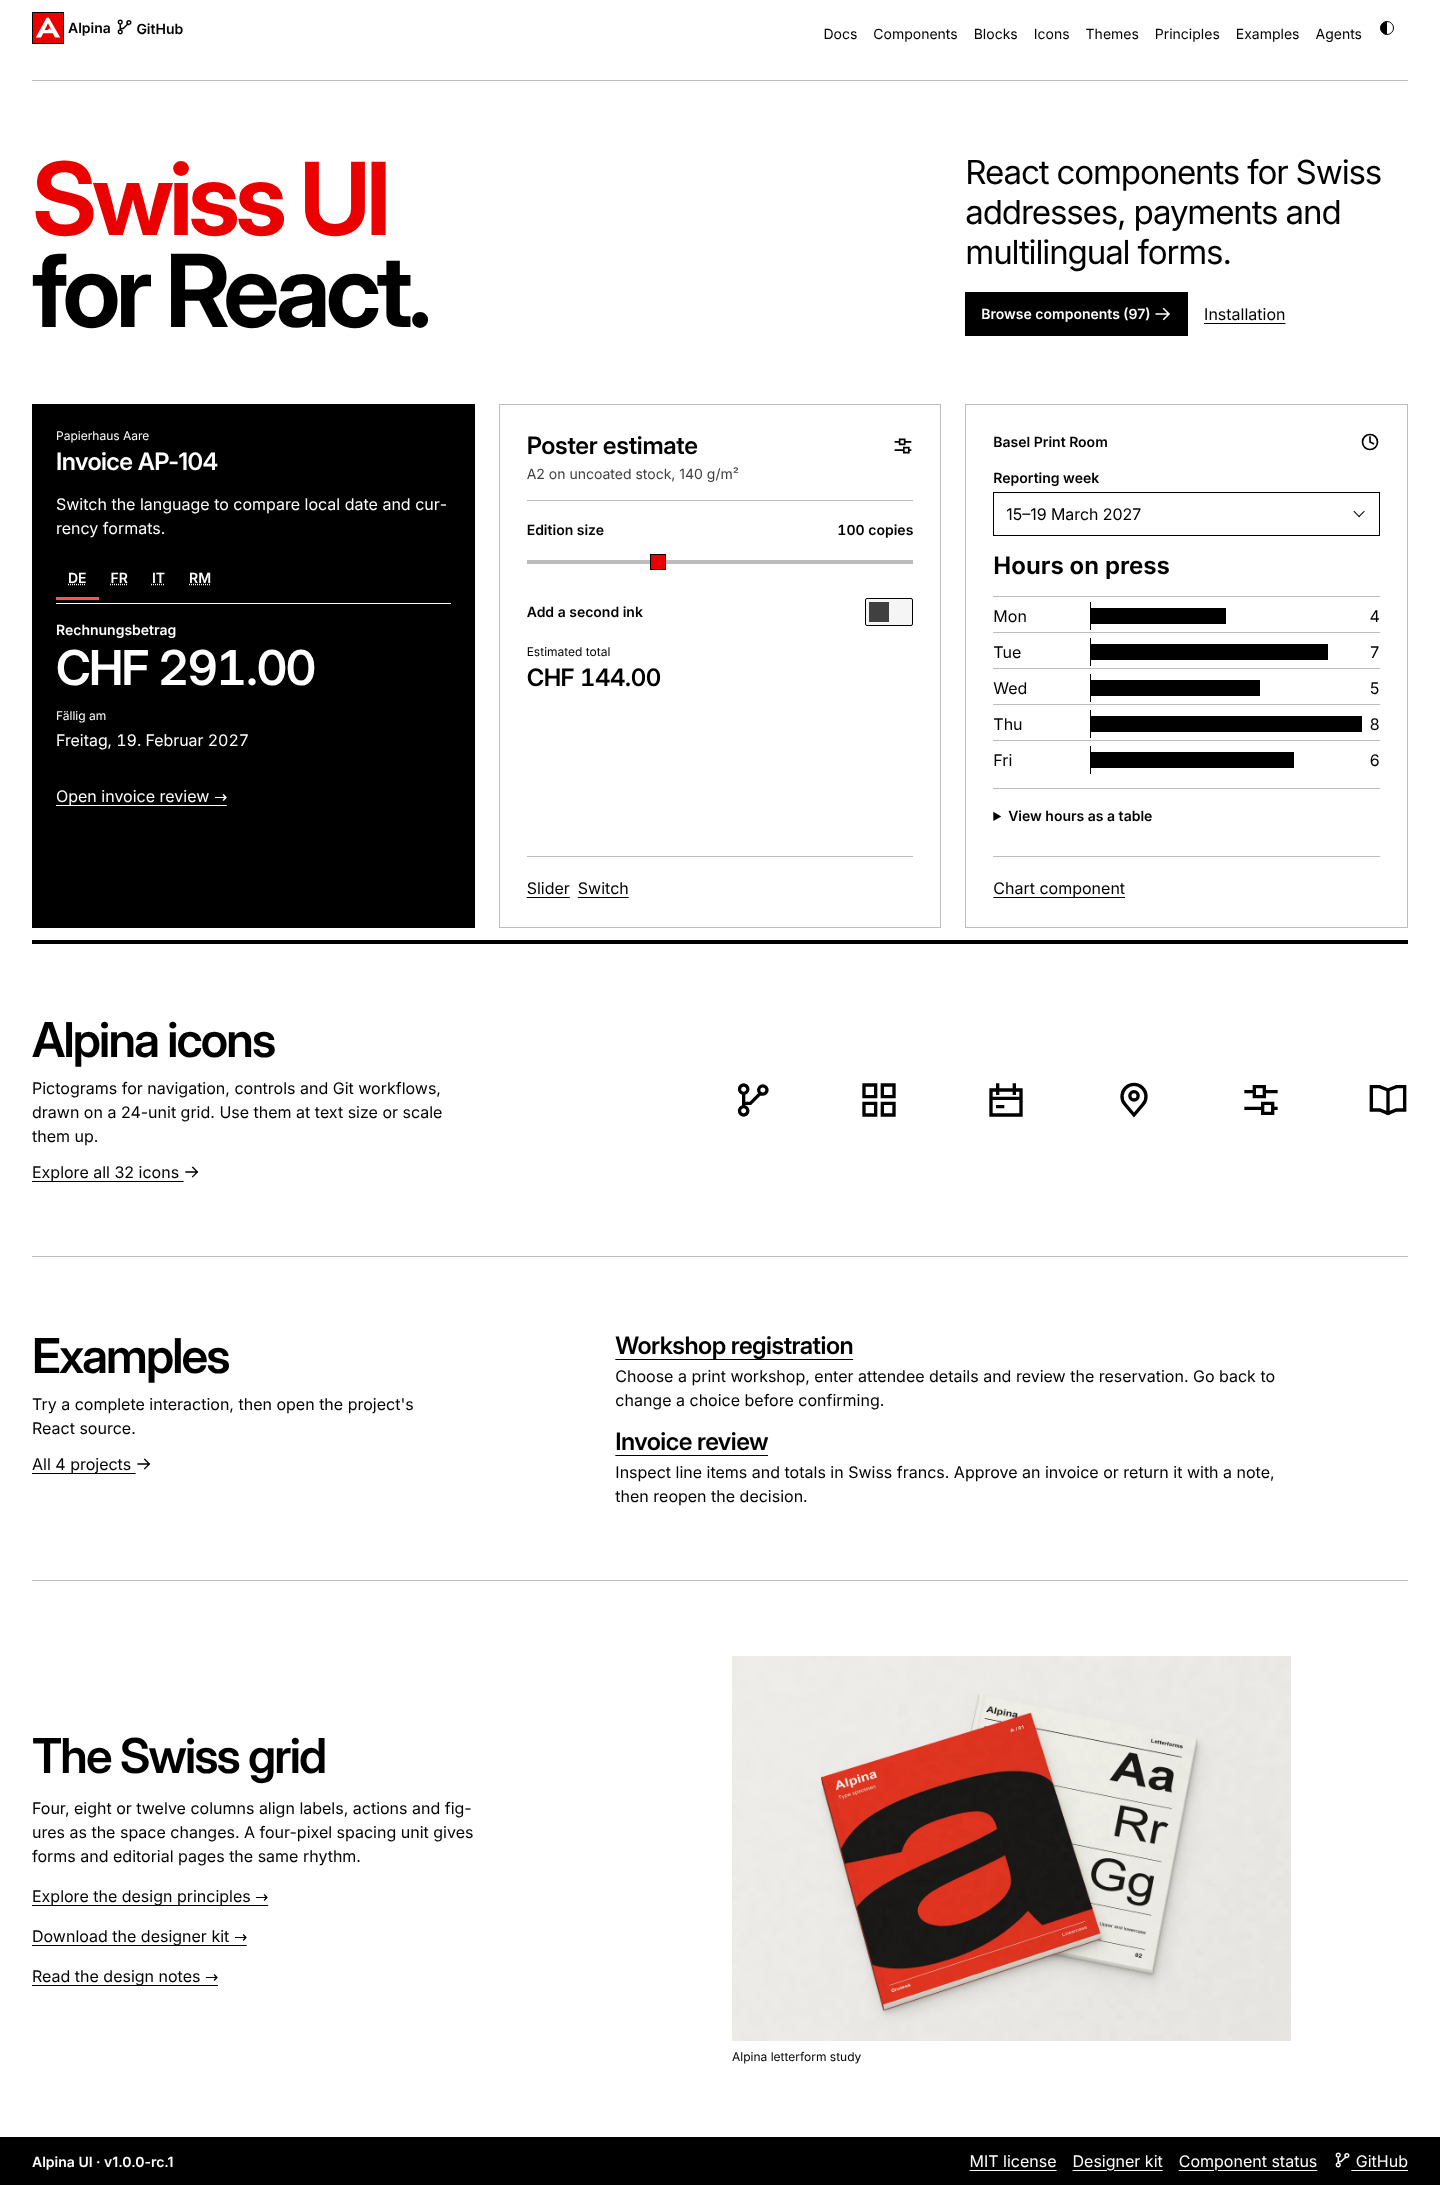 Alpina GitHub
Docs Components Blocks Icons Themes Principles Examples Agents
Swiss UI
for React.
React components for Swiss
addresses, payments and
multilingual forms.
Browse components (97) →
Installation
Papierhaus Aare
Invoice AP-104
Switch the language to compare local date and cur-
rency formats.
DE FR IT RM
Rechnungsbetrag
CHF 291.00
Fällig am
Freitag, 19. Februar 2027
Open invoice review →
Poster estimate
A2 on uncoated stock, 140 g/m²
Edition size 100 copies
Add a second ink
Estimated total
CHF 144.00
Slider Switch
Basel Print Room
Reporting week
15–19 March 2027
Hours on press
Mon 4
Tue 7
Wed 5
Thu 8
Fri 6
View hours as a table
Chart component
Alpina icons
Pictograms for navigation, controls and Git workflows,
drawn on a 24-unit grid. Use them at text size or scale
them up.
Explore all 32 icons →
Examples
Try a complete interaction, then open the project's
React source.
All 4 projects →
Workshop registration
Choose a print workshop, enter attendee details and review the reservation. Go back to
change a choice before confirming.
Invoice review
Inspect line items and totals in Swiss francs. Approve an invoice or return it with a note,
then reopen the decision.
The Swiss grid
Four, eight or twelve columns align labels, actions and fig-
ures as the space changes. A four-pixel spacing unit gives
forms and editorial pages the same rhythm.
Explore the design principles →
Download the designer kit →
Read the design notes →
Alpina
Type specimen
A / 01
a
Grotesk
Lowercase
Alpina
Letterforms
Aa
Rr
Gg
Upper and lowercase
02
Alpina letterform study
Alpina UI · v1.0.0-rc.1
MIT license Designer kit Component status GitHub